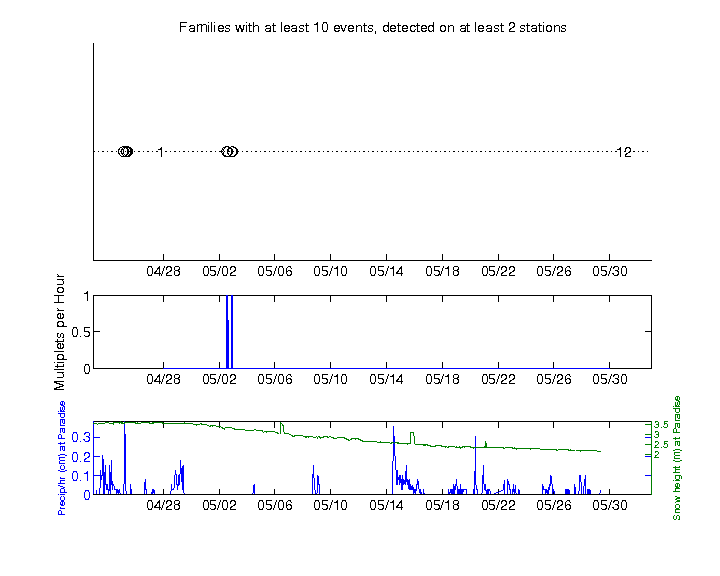 Families with at least 10 events, detected on at least 2 stations
1 12
04/28 05/02 05/06 05/10 05/14 05/18 05/22 05/26 05/30
Multiplets per Hour
1
0.5
0
04/28 05/02 05/06 05/10 05/14 05/18 05/22 05/26 05/30
Precip/hr (cm) at Paradise
0.3
0.2
0.1
0
3.5
3
2.5
2
Snow height (m) at Paradise
04/28 05/02 05/06 05/10 05/14 05/18 05/22 05/26 05/30